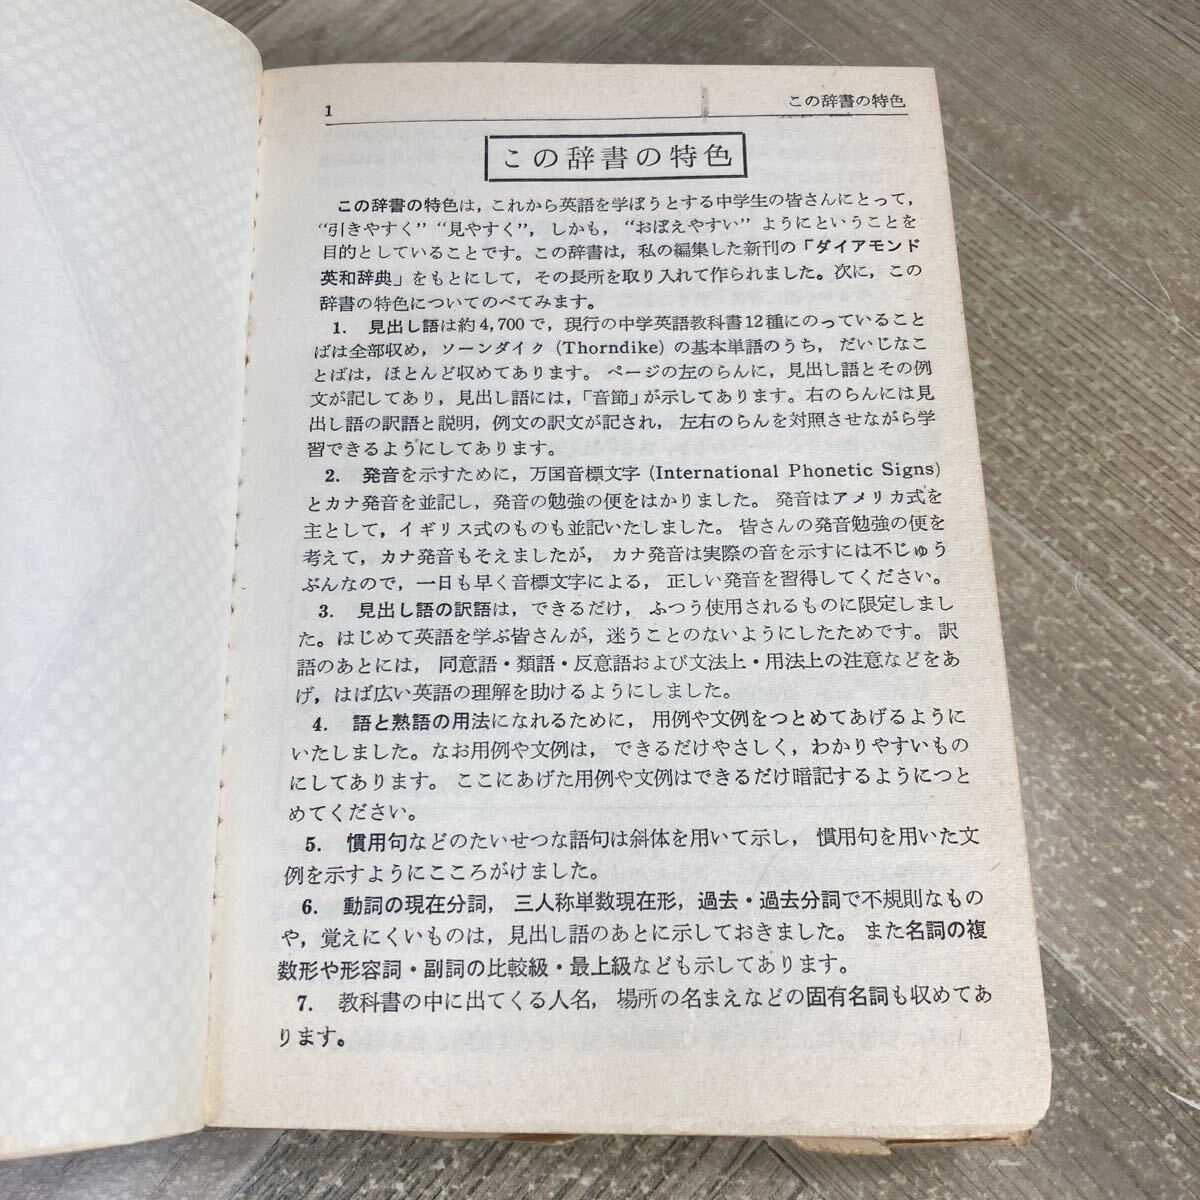 1
この辞書の特色
この辞書の特色
この辞書の特色は，これから英語を学ぼうとする中学生の皆さんにとって，
“引きやすく” “見やすく”，しかも，“おぼえやすい” ようにということを
目的としていることです。この辞書は，私の編集した新刊の「ダイアモンド
英和辞典」をもとにして，その長所を取り入れて作られました。次に，この
辞書の特色についてのべてみます。
1. 見出し語は約4,700で，現行の中学英語教科書12種にのっていること
ばは全部収め，ソーンダイク (Thorndike) の基本単語のうち，だいじなこ
とばは，ほとんど収めてあります。ページの左のらんに，見出し語とその例
文が記してあり，見出し語には，「音節」が示してあります。右のらんには見
出し語の訳語と説明，例文の訳文が記され，左右のらんを対照させながら学
習できるようにしてあります。
2. 発音を示すために，万国音標文字 (International Phonetic Signs)
とカナ発音を並記し，発音の勉強の便をはかりました。発音はアメリカ式を
主として，イギリス式のものも並記いたしました。皆さんの発音勉強の便を
考えて，カナ発音もそえましたが，カナ発音は実際の音を示すには不じゅう
ぶんなので，一日も早く音標文字による，正しい発音を習得してください。
3. 見出し語の訳語は，できるだけ，ふつう使用されるものに限定しまし
た。はじめて英語を学ぶ皆さんが，迷うことのないようにしたためです。訳
語のあとには，同意語・類語・反意語および文法上・用法上の注意などをあ
げ，はば広い英語の理解を助けるようにしました。
4. 語と熟語の用法になれるために，用例や文例をつとめてあげるように
いたしました。なお用例や文例は，できるだけやさしく，わかりやすいもの
にしてあります。ここにあげた用例や文例はできるだけ暗記するようにつと
めてください。
5. 慣用句などのたいせつな語句は斜体を用いて示し，慣用句を用いた文
例を示すようにこころがけました。
6. 動詞の現在分詞，三人称単数現在形，過去・過去分詞で不規則なもの
や，覚えにくいものは，見出し語のあとに示しておきました。また名詞の複
数形や形容詞・副詞の比較級・最上級なども示してあります。
7. 教科書の中に出てくる人名，場所の名まえなどの固有名詞も収めてあ
ります。